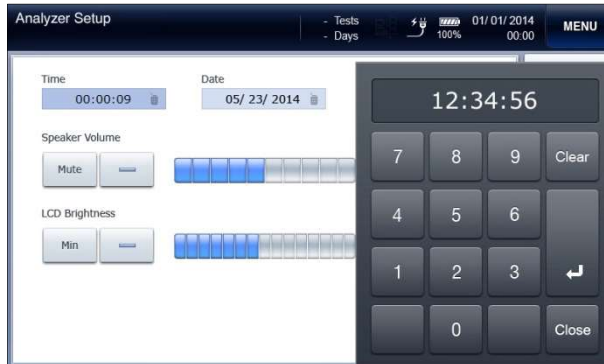 Analyzer Setup
- Tests
- Days
100%
01/ 01/ 2014
00:00
MENU
Time
Date
00:00:09
05/ 23/ 2014
Speaker Volume
Mute
LCD Brightness
Min
12:34:56
7 8 9 Clear
4 5 6
1 2 3
0 Close